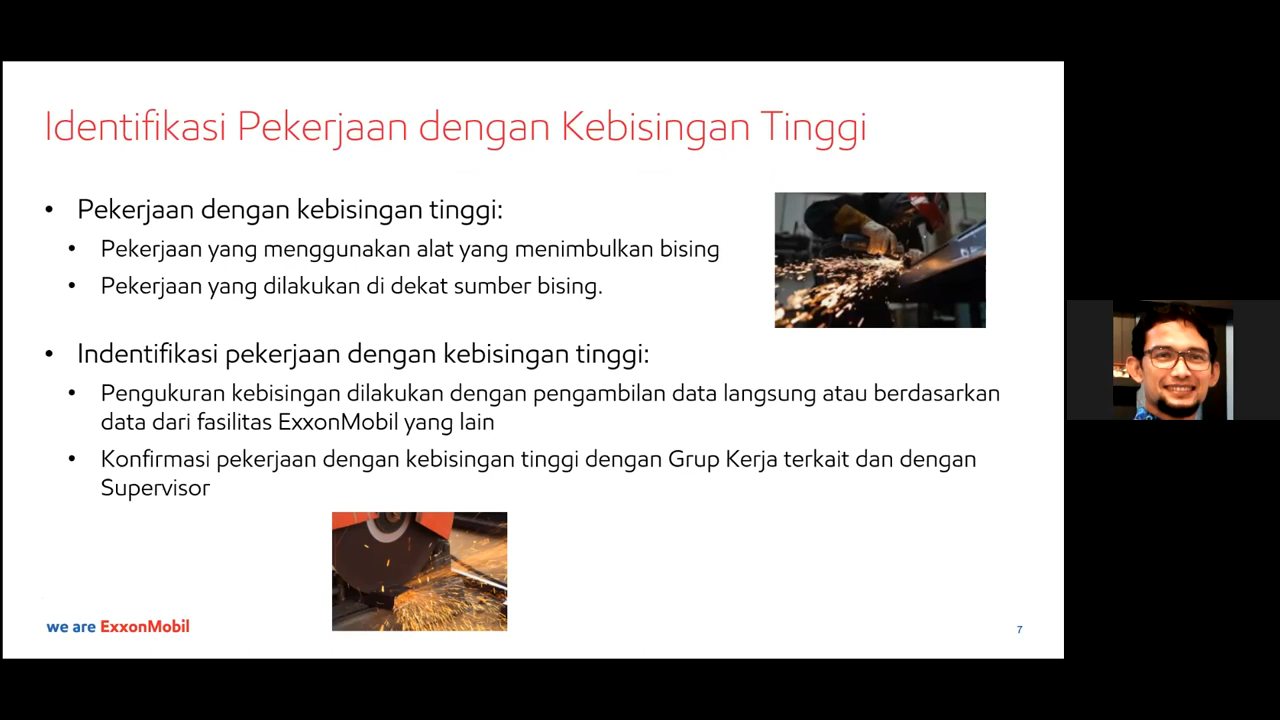 Identifikasi Pekerjaan dengan Kebisingan Tinggi
• Pekerjaan dengan kebisingan tinggi:
• Pekerjaan yang menggunakan alat yang menimbulkan bising
• Pekerjaan yang dilakukan di dekat sumber bising.
• Indentifikasi pekerjaan dengan kebisingan tinggi:
• Pengukuran kebisingan dilakukan dengan pengambilan data langsung atau berdasarkan
data dari fasilitas ExxonMobil yang lain
• Konfirmasi pekerjaan dengan kebisingan tinggi dengan Grup Kerja terkait dan dengan
Supervisor
we are ExxonMobil
7